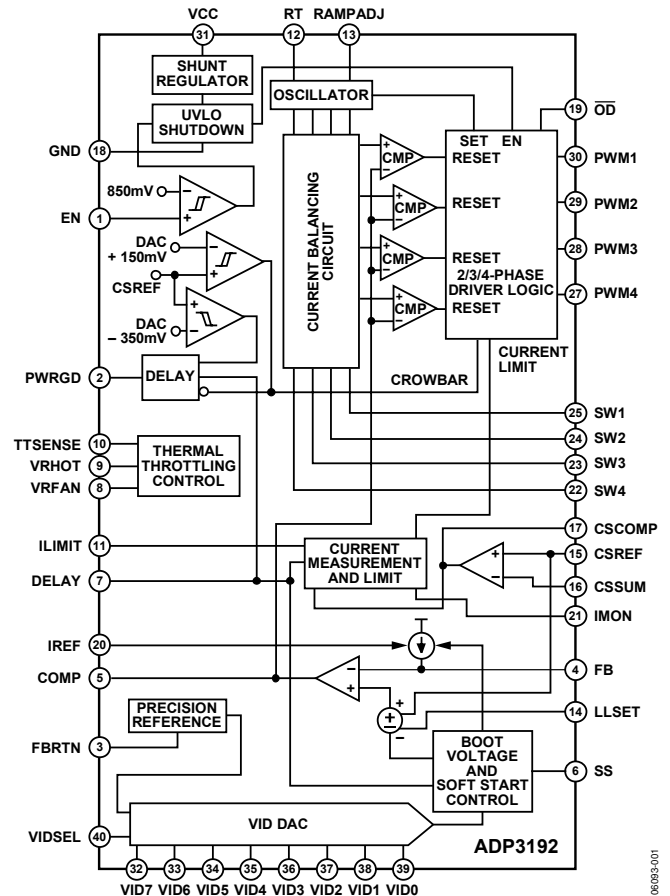 VCC
RT
RAMPADJ
31
12
13
SHUNT
REGULATOR
OSCILLATOR
UVLO
SHUTDOWN
19
OD
GND
18
SET EN
+
–
CMP
RESET
30
PWM1
850mV
–
+
EN
1
+
–
CMP
RESET
29
PWM2
DAC
+ 150mV
–
+
CSREF
CURRENT BALANCING
CIRCUIT
+
–
CMP
RESET
28
PWM3
2/3/4-PHASE
DRIVER LOGIC
+
–
CMP
RESET
27
PWM4
+
–
DAC
– 350mV
CURRENT
LIMIT
PWRGD
2
DELAY
CROWBAR
25
SW1
24
SW2
23
SW3
22
SW4
TTSENSE
10
VRHOT
9
VRFAN
8
THERMAL
THROTTLING
CONTROL
17
CSCOMP
ILIMIT
11
CURRENT
MEASUREMENT
AND LIMIT
+
–
15
CSREF
DELAY
7
16
CSSUM
21
IMON
IREF
20
COMP
5
–
+
4
FB
PRECISION
REFERENCE
+
±
–
14
LLSET
FBRTN
3
BOOT
VOLTAGE
AND
SOFT START
CONTROL
6
SS
VIDSEL
40
VID DAC
ADP3192
32
33
34
35
36
37
38
39
VID7 VID6 VID5 VID4 VID3 VID2 VID1 VID0
06093-001